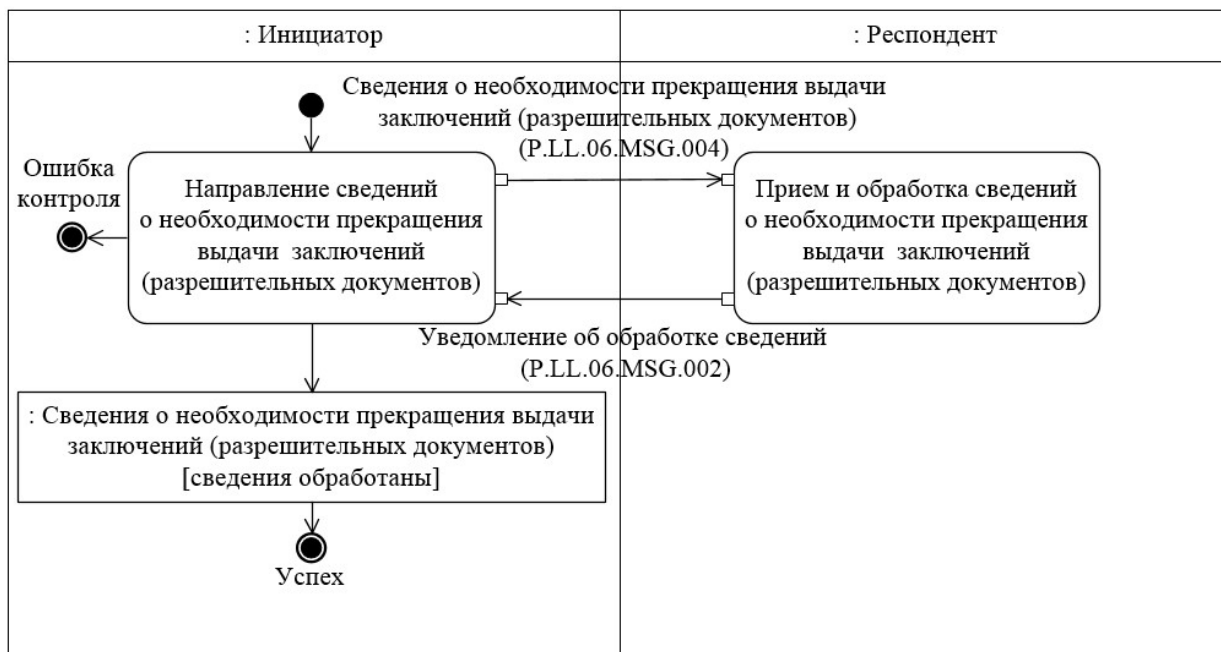 : Инициатор
: Респондент
Сведения о необходимости прекращения выдачи
заключений (разрешительных документов)
(P.LL.06.MSG.004)
Ошибка
контроля
Направление сведений
о необходимости прекращения
выдачи заключений
(разрешительных документов)
Прием и обработка сведений
о необходимости прекращения
выдачи заключений
(разрешительных документов)
Уведомление об обработке сведений
(P.LL.06.MSG.002)
: Сведения о необходимости прекращения выдачи
заключений (разрешительных документов)
[сведения обработаны]
Успех